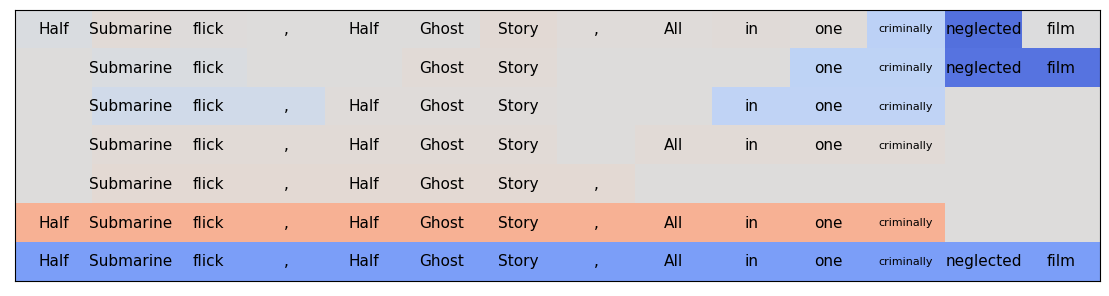 Half Submarine flick , Half Ghost Story , All in one criminally neglected film
Submarine flick Ghost Story one criminally neglected film
Submarine flick , Half Ghost Story in one criminally
Submarine flick , Half Ghost Story All in one criminally
Submarine flick , Half Ghost Story ,
Half Submarine flick , Half Ghost Story , All in one criminally
Half Submarine flick , Half Ghost Story , All in one criminally neglected film